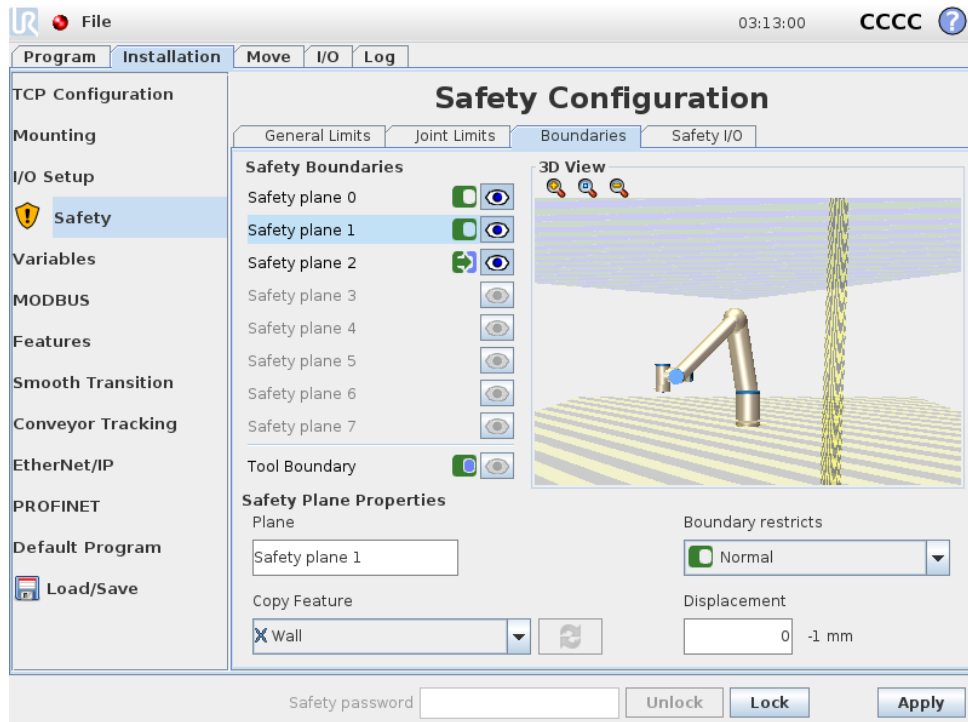 UR File 03:13:00 CCCC ?
Program Installation Move I/O Log
TCP Configuration
Mounting
I/O Setup
Safety
Variables
MODBUS
Features
Smooth Transition
Conveyor Tracking
EtherNet/IP
PROFINET
Default Program
Load/Save
Safety Configuration
General Limits Joint Limits Boundaries Safety I/O
Safety Boundaries
Safety plane 0
Safety plane 1
Safety plane 2
Safety plane 3
Safety plane 4
Safety plane 5
Safety plane 6
Safety plane 7
Tool Boundary
3D View
Safety Plane Properties
Plane
Safety plane 1
Boundary restricts
Normal
Copy Feature
Wall
Displacement
0 -1 mm
Safety password Unlock Lock Apply